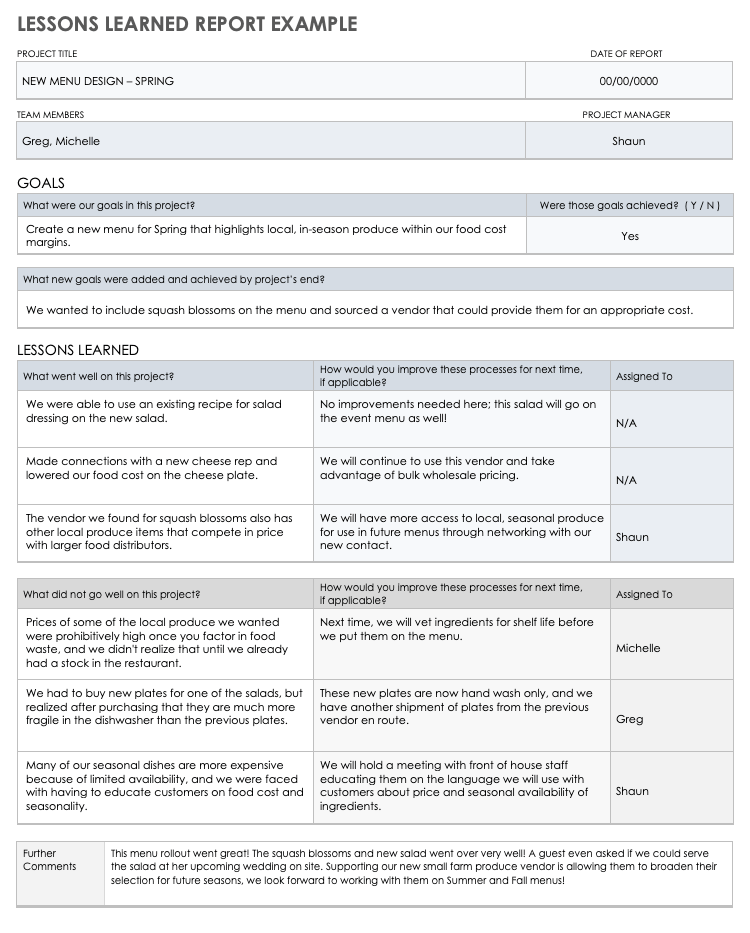 LESSONS LEARNED REPORT EXAMPLE
PROJECT TITLE
DATE OF REPORT
NEW MENU DESIGN – SPRING
00/00/0000
TEAM MEMBERS
PROJECT MANAGER
Greg, Michelle
Shaun
GOALS
What were our goals in this project?
Were those goals achieved? ( Y / N )
Create a new menu for Spring that highlights local, in-season produce within our food cost
margins.
Yes
What new goals were added and achieved by project's end?
We wanted to include squash blossoms on the menu and sourced a vendor that could provide them for an appropriate cost.
LESSONS LEARNED
What went well on this project?
How would you improve these processes for next time,
if applicable?
Assigned To
We were able to use an existing recipe for salad
dressing on the new salad.
No improvements needed here; this salad will go on
the event menu as well!
N/A
Made connections with a new cheese rep and
lowered our food cost on the cheese plate.
We will continue to use this vendor and take
advantage of bulk wholesale pricing.
N/A
The vendor we found for squash blossoms also has
other local produce items that compete in price
with larger food distributors.
We will have more access to local, seasonal produce
for use in future menus through networking with our
new contact.
Shaun
What did not go well on this project?
How would you improve these processes for next time,
if applicable?
Assigned To
Prices of some of the local produce we wanted
were prohibitively high once you factor in food
waste, and we didn't realize that until we already
had a stock in the restaurant.
Next time, we will vet ingredients for shelf life before
we put them on the menu.
Michelle
We had to buy new plates for one of the salads, but
realized after purchasing that they are much more
fragile in the dishwasher than the previous plates.
These new plates are now hand wash only, and we
have another shipment of plates from the previous
vendor en route.
Greg
Many of our seasonal dishes are more expensive
because of limited availability, and we were faced
with having to educate customers on food cost and
seasonality.
We will hold a meeting with front of house staff
educating them on the language we will use with
customers about price and seasonal availability of
ingredients.
Shaun
Further
Comments
This menu rollout went great! The squash blossoms and new salad went over very well! A guest even asked if we could serve
the salad at her upcoming wedding on site. Supporting our new small farm produce vendor is allowing them to broaden their
selection for future seasons, we look forward to working with them on Summer and Fall menus!